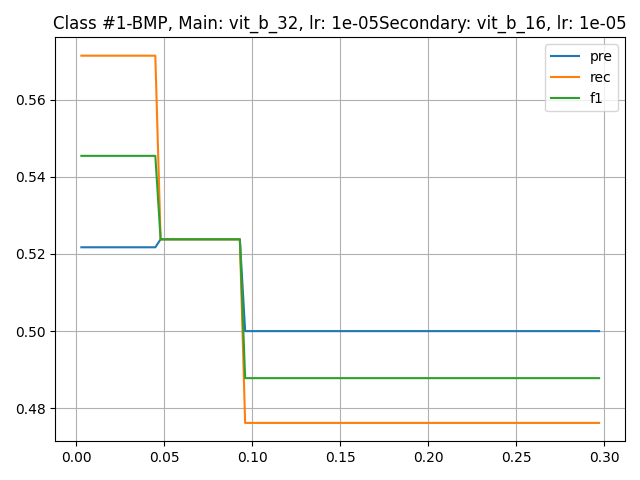 Class #1-BMP, Main: vit_b_32, lr: 1e-05Secondary: vit_b_16, lr: 1e-05
pre
rec
f1
0.56
0.54
0.52
0.50
0.48
0.00 0.05 0.10 0.15 0.20 0.25 0.30